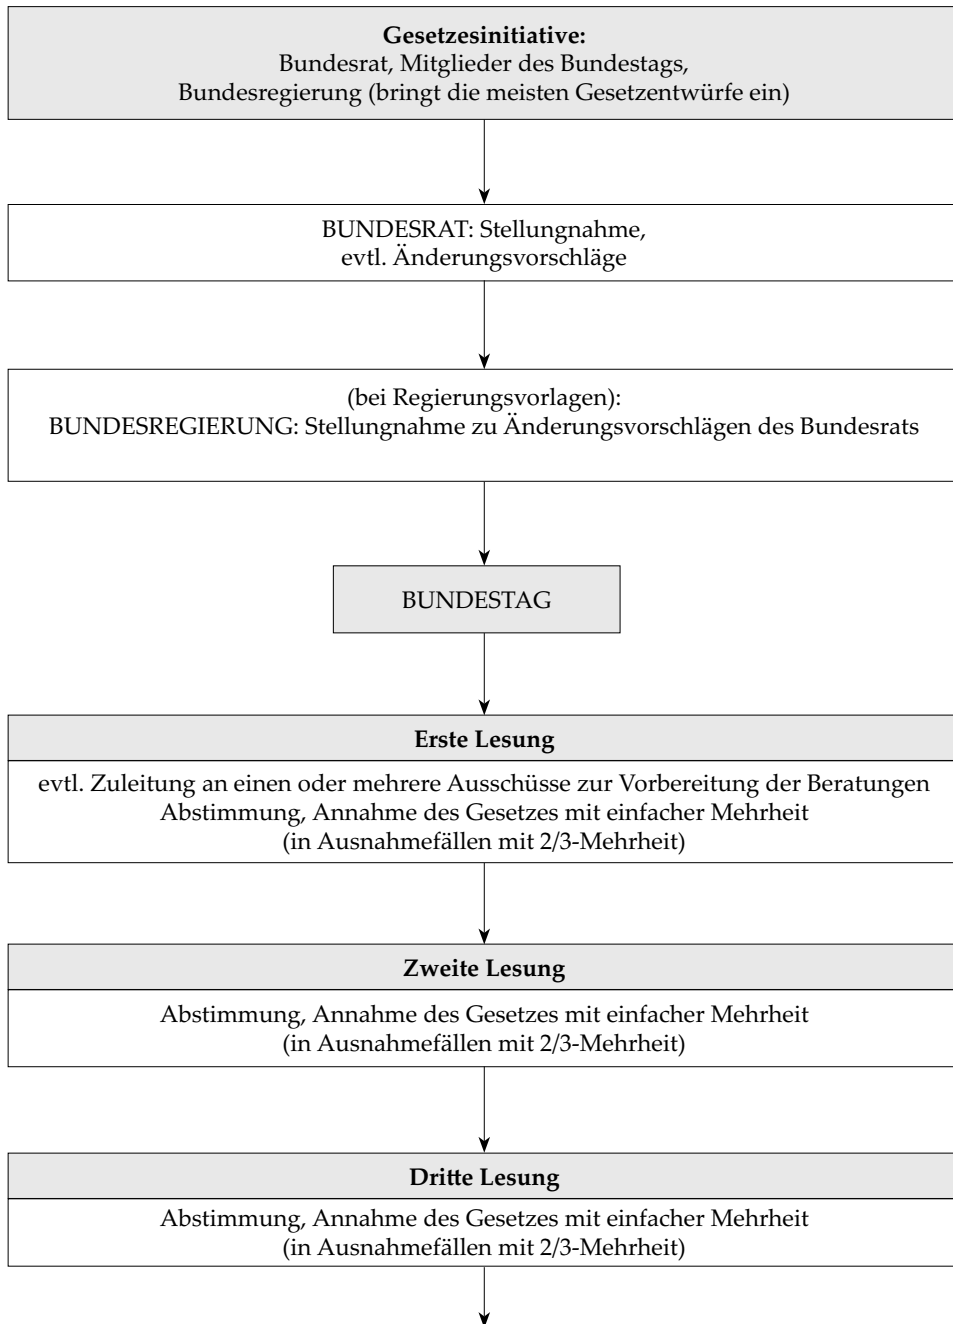 Gesetzesinitiative:
Bundesrat, Mitglieder des Bundestags,
Bundesregierung (bringt die meisten Gesetzentwürfe ein)
BUNDESRAT: Stellungnahme,
evtl. Änderungsvorschläge
(bei Regierungsvorlagen):
BUNDESREGIERUNG: Stellungnahme zu Änderungsvorschlägen des Bundesrats
BUNDESTAG
Erste Lesung
evtl. Zuleitung an einen oder mehrere Ausschüsse zur Vorbereitung der Beratungen
Abstimmung, Annahme des Gesetzes mit einfacher Mehrheit
(in Ausnahmefällen mit 2/3-Mehrheit)
Zweite Lesung
Abstimmung, Annahme des Gesetzes mit einfacher Mehrheit
(in Ausnahmefällen mit 2/3-Mehrheit)
Dritte Lesung
Abstimmung, Annahme des Gesetzes mit einfacher Mehrheit
(in Ausnahmefällen mit 2/3-Mehrheit)